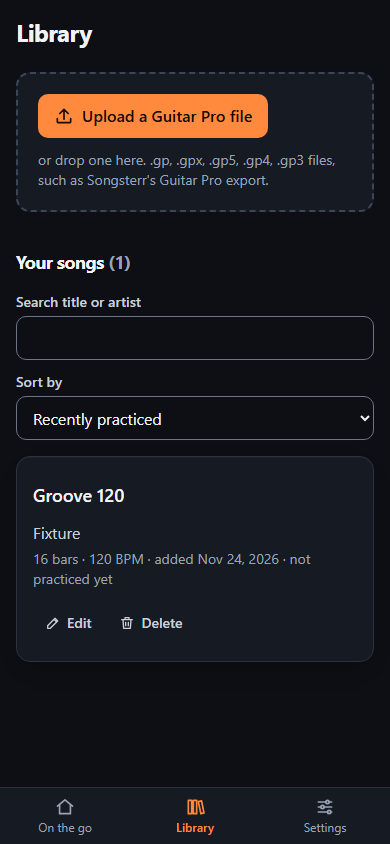 Library
Upload a Guitar Pro file
or drop one here. .gp, .gpx, .gp5, .gp4, .gp3 files,
such as Songsterr's Guitar Pro export.
Your songs (1)
Search title or artist
Sort by
Recently practiced
Groove 120
Fixture
16 bars · 120 BPM · added Nov 24, 2026 · not
practiced yet
Edit
Delete
On the go
Library
Settings